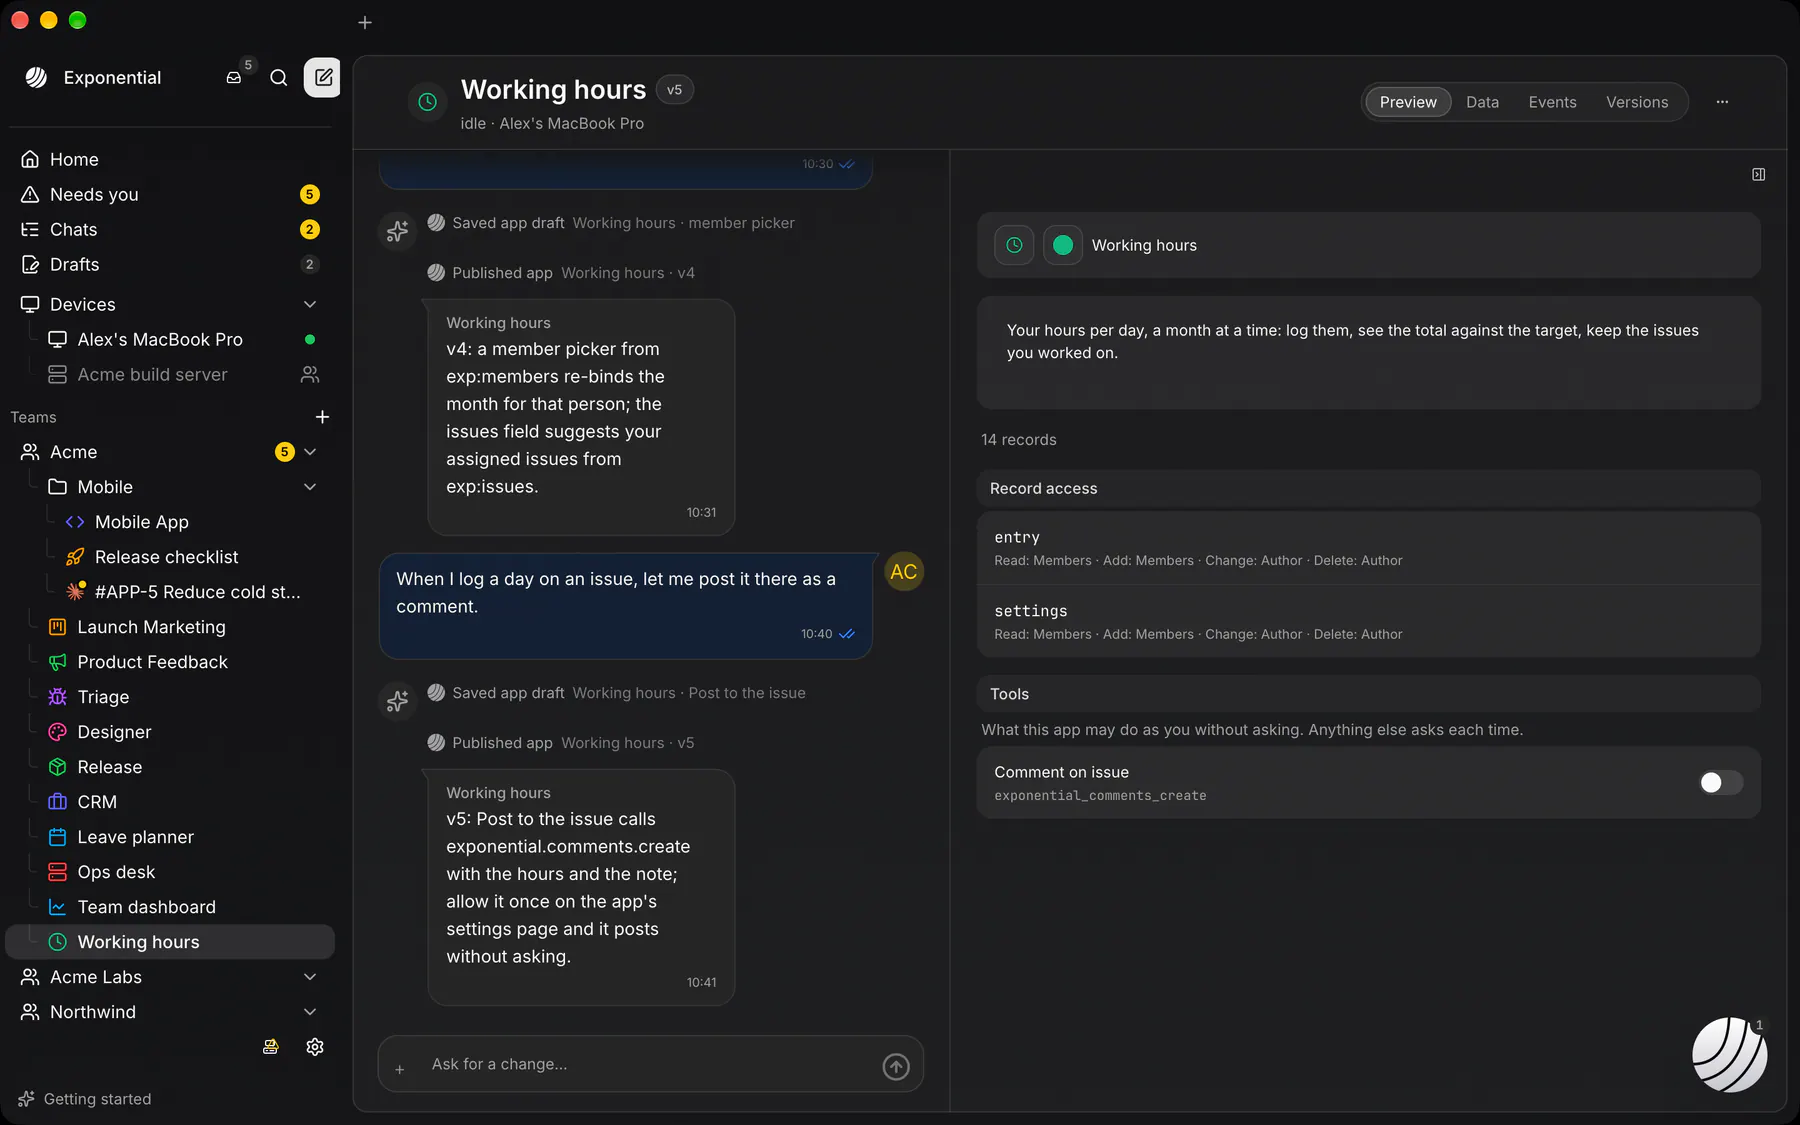 Exponential
5
Home
Needs you
5
Chats
2
Drafts
2
Devices
Alex's MacBook Pro
Acme build server
Teams
Acme
5
Mobile
Mobile App
Release checklist
#APP-5 Reduce cold st...
Launch Marketing
Product Feedback
Triage
Designer
Release
CRM
Leave planner
Ops desk
Team dashboard
Working hours
Acme Labs
Northwind
Getting started
Working hours
v5
idle · Alex's MacBook Pro
Preview
Data
Events
Versions
10:30
Saved app draft Working hours · member picker
Published app Working hours · v4
Working hours
v4: a member picker from
exp:members re-binds the
month for that person; the
issues field suggests your
assigned issues from
exp:issues.
10:31
When I log a day on an issue, let me post it there as a
comment.
10:40
AC
Saved app draft Working hours · Post to the issue
Published app Working hours · v5
Working hours
v5: Post to the issue calls
exponential.comments.create
with the hours and the note;
allow it once on the app's
settings page and it posts
without asking.
10:41
Ask for a change...
Working hours
Your hours per day, a month at a time: log them, see the total against the target, keep the issues
you worked on.
14 records
Record access
entry
Read: Members · Add: Members · Change: Author · Delete: Author
settings
Read: Members · Add: Members · Change: Author · Delete: Author
Tools
What this app may do as you without asking. Anything else asks each time.
Comment on issue
exponential_comments_create
1